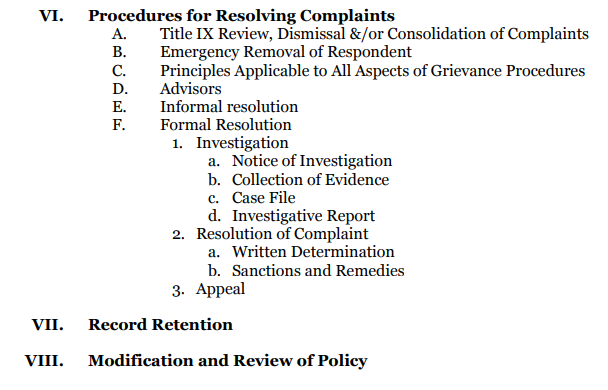 VI. Procedures for Resolving Complaints
A. Title IX Review, Dismissal &/or Consolidation of Complaints
B. Emergency Removal of Respondent
C. Principles Applicable to All Aspects of Grievance Procedures
D. Advisors
E. Informal resolution
F. Formal Resolution
1. Investigation
a. Notice of Investigation
b. Collection of Evidence
c. Case File
d. Investigative Report
2. Resolution of Complaint
a. Written Determination
b. Sanctions and Remedies
3. Appeal
VII. Record Retention
VIII. Modification and Review of Policy